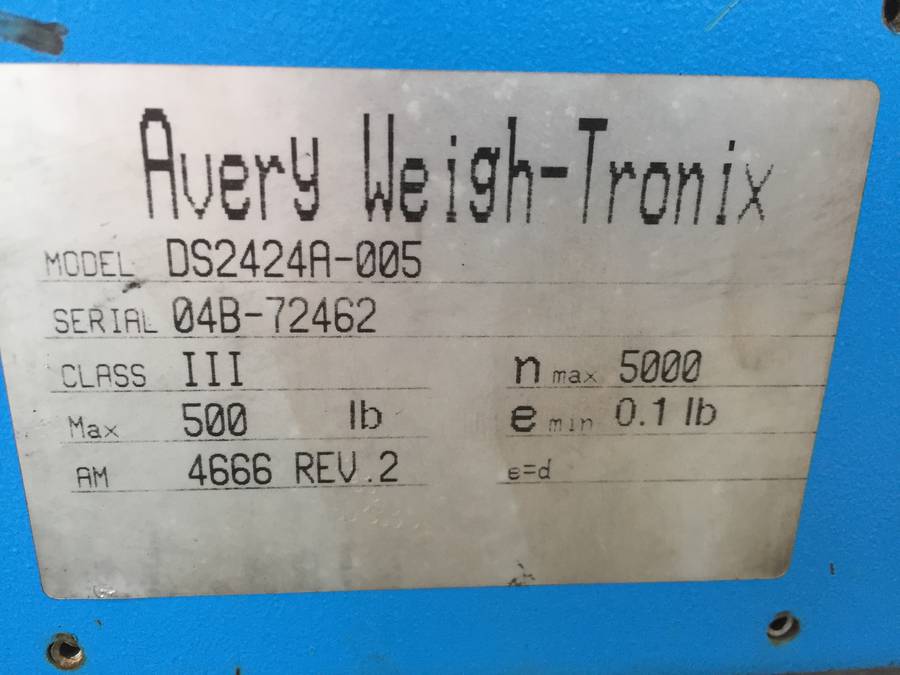 Avery Weigh-Tronix
MODEL DS2424A-005
SERIAL 04B-72462
CLASS III n max 5000
Max 500 lb e min 0.1 lb
AM 4666 REV.2 e=d